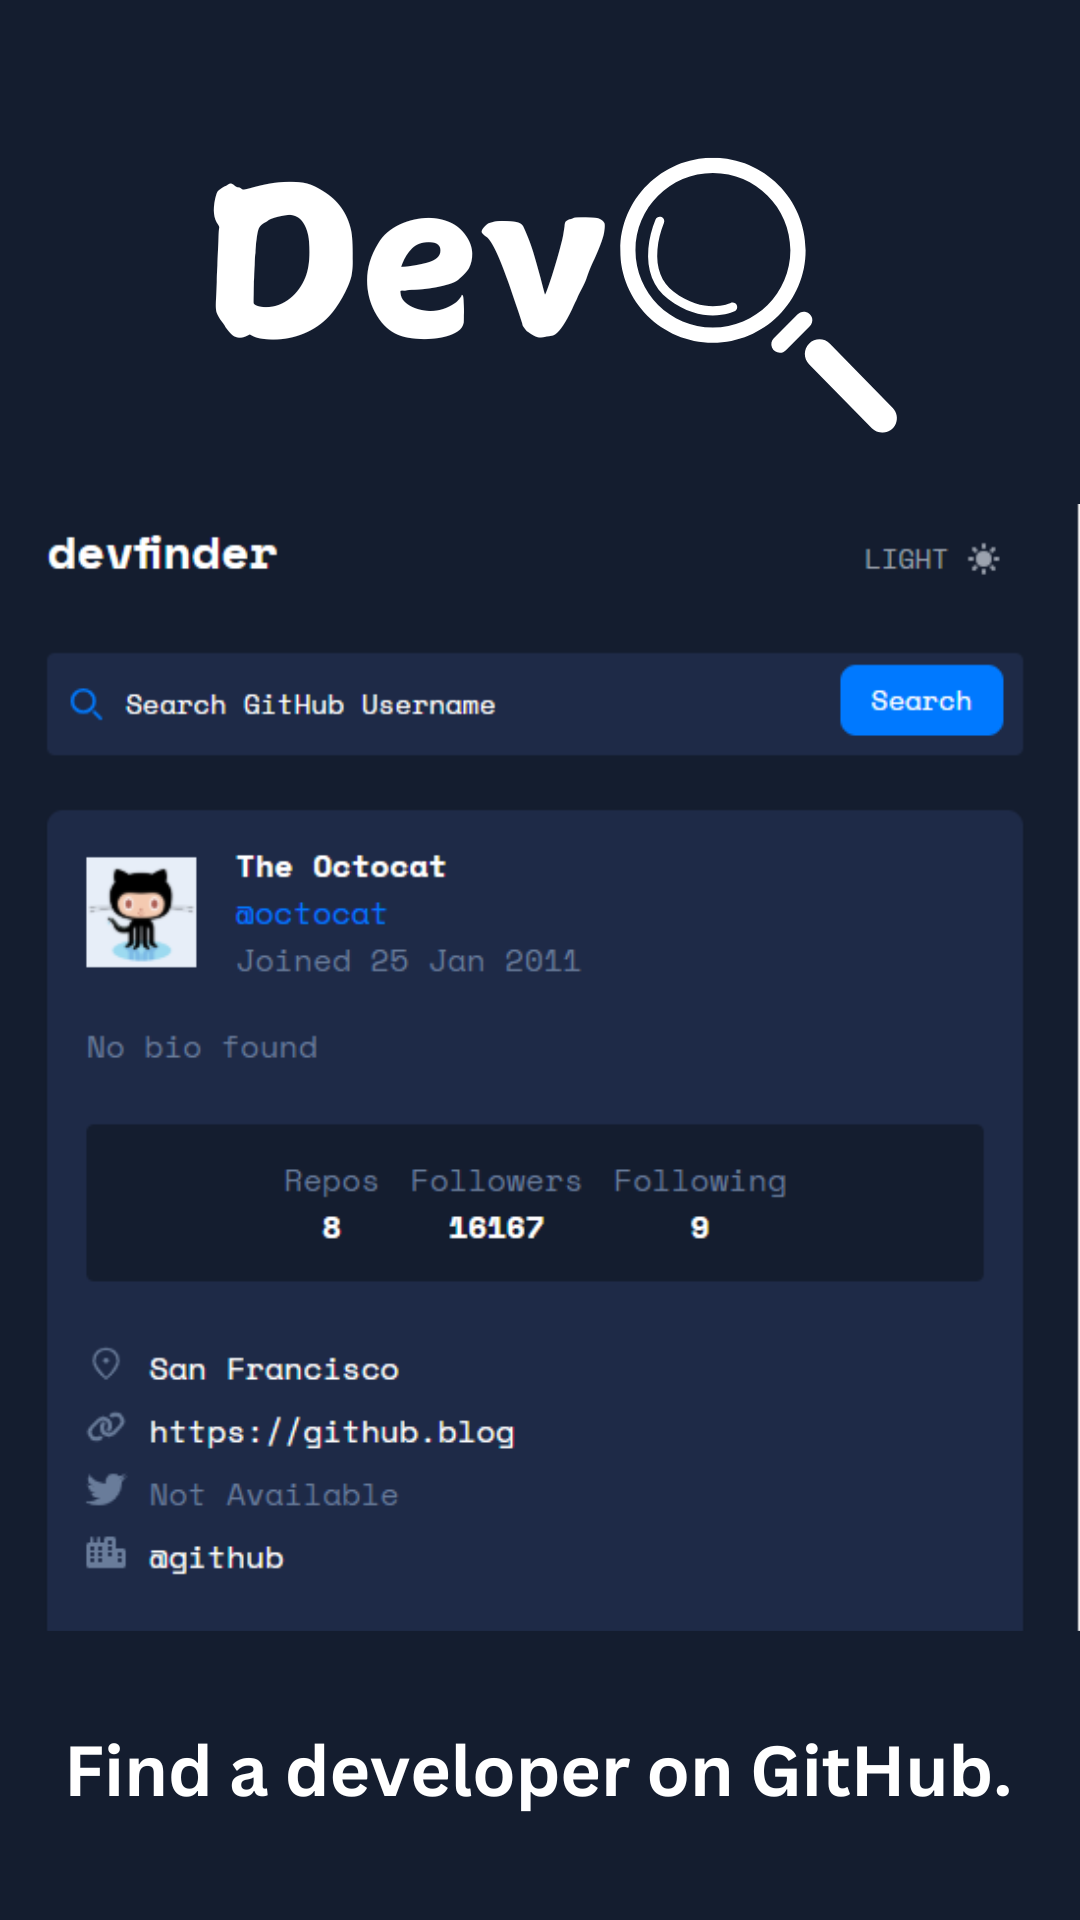 Dev
devfinder
LIGHT
Search GitHub Username
Search
The Octocat
@octocat
Joined 25 Jan 2011
No bio found
Repos Followers Following
8 16167 9
San Francisco
https://github.blog
Not Available
@github
Find a developer on GitHub.